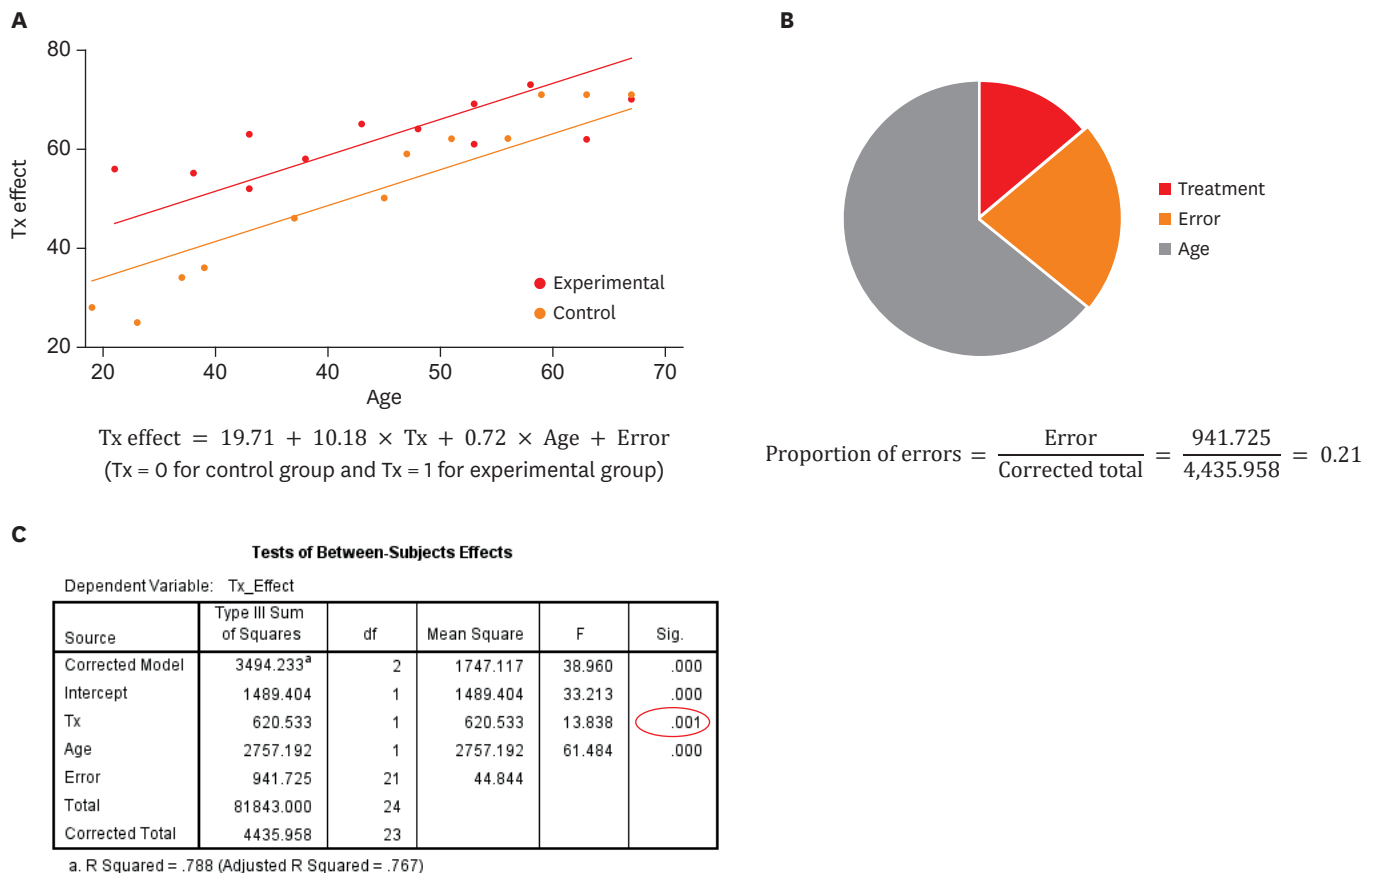 A
80
60
40
20
Tx effect
20 40 40 50 60 70
Age
Experimental
Control
Tx effect = 19.71 + 10.18 × Tx + 0.72 × Age + Error
(Tx = 0 for control group and Tx = 1 for experimental group)
B
Treatment
Error
Age
Proportion of errors = Error / Corrected total = 941.725 / 4,435.958 = 0.21
C
Tests of Between-Subjects Effects
Dependent Variable: Tx_Effect
Source Type III Sum of Squares df Mean Square F Sig.
Corrected Model 3494.233a 2 1747.117 38.960 .000
Intercept 1489.404 1 1489.404 33.213 .000
Tx 620.533 1 620.533 13.838 .001
Age 2757.192 1 2757.192 61.484 .000
Error 941.725 21 44.844
Total 81843.000 24
Corrected Total 4435.958 23
a. R Squared = .788 (Adjusted R Squared = .767)